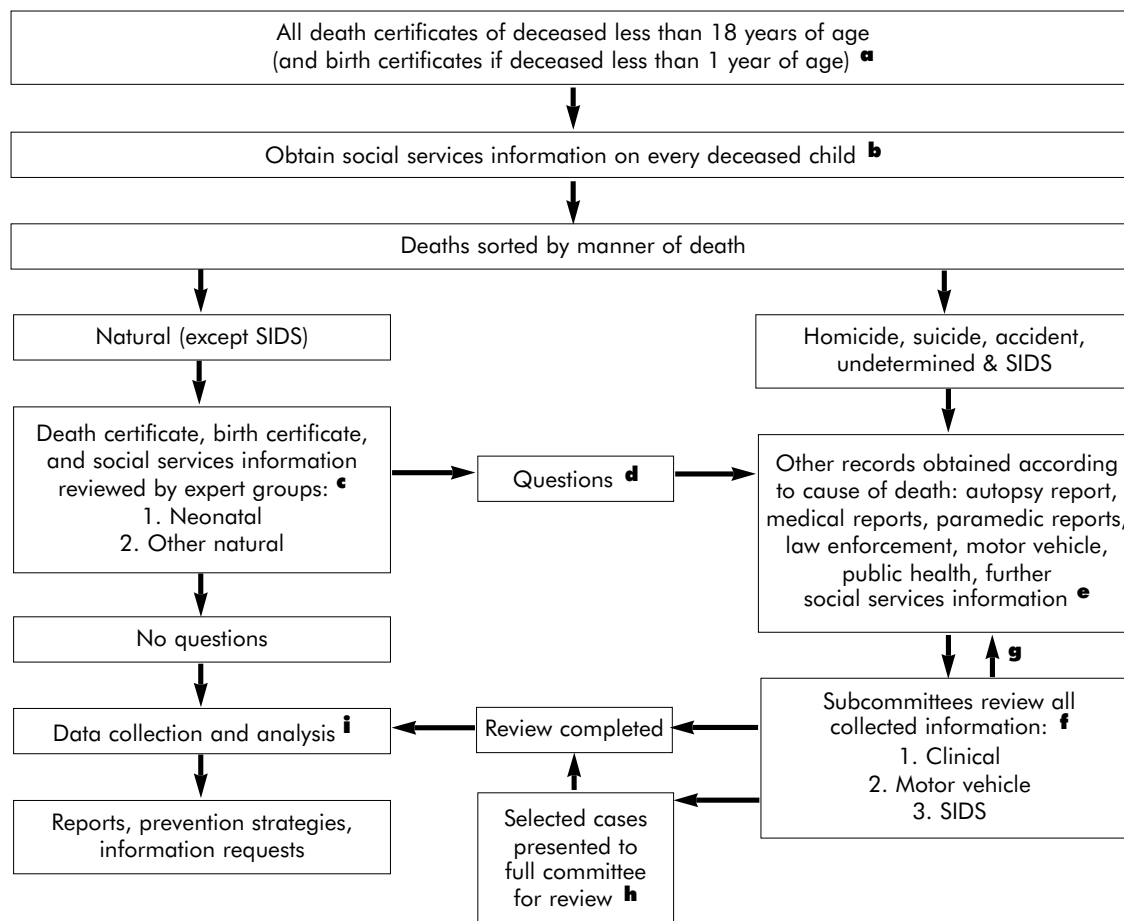 All death certificates of deceased less than 18 years of age
(and birth certificates if deceased less than 1 year of age) a
Obtain social services information on every deceased child b
Deaths sorted by manner of death
Natural (except SIDS)
Homicide, suicide, accident,
undetermined & SIDS
Death certificate, birth certificate,
and social services information
reviewed by expert groups: c
1. Neonatal
2. Other natural
Questions d
Other records obtained according
to cause of death: autopsy report,
medical reports, paramedic reports,
law enforcement, motor vehicle,
public health, further
social services information e
No questions
g
Data collection and analysis i
Review completed
Subcommittees review all
collected information: f
1. Clinical
2. Motor vehicle
3. SIDS
Reports, prevention strategies,
information requests
Selected cases
presented to
full committee
for review h